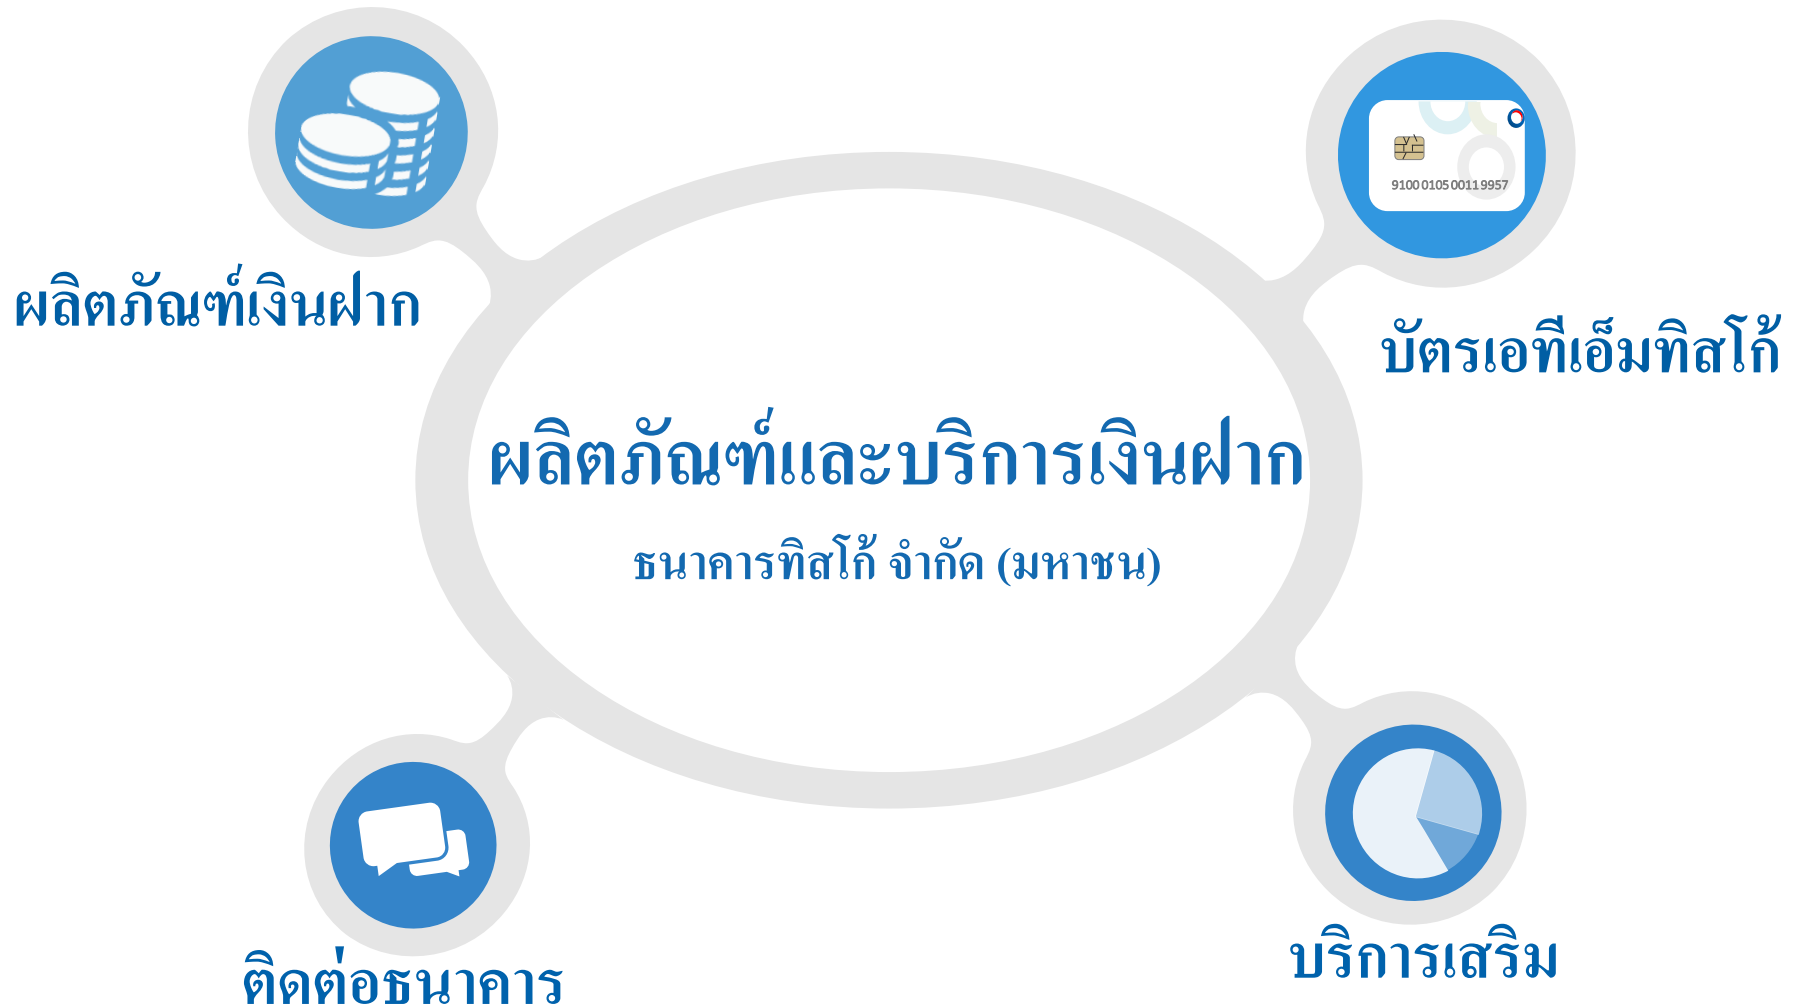 9100 0105 0011 9957
ผลิตภัณฑ์เงินฝาก
บัตรเอทีเอ็มทิสโก้
ผลิตภัณฑ์และบริการเงินฝาก
ธนาคารทิสโก้ จำกัด (มหาชน)
บริการเสริม
ติดต่อธนาคาร